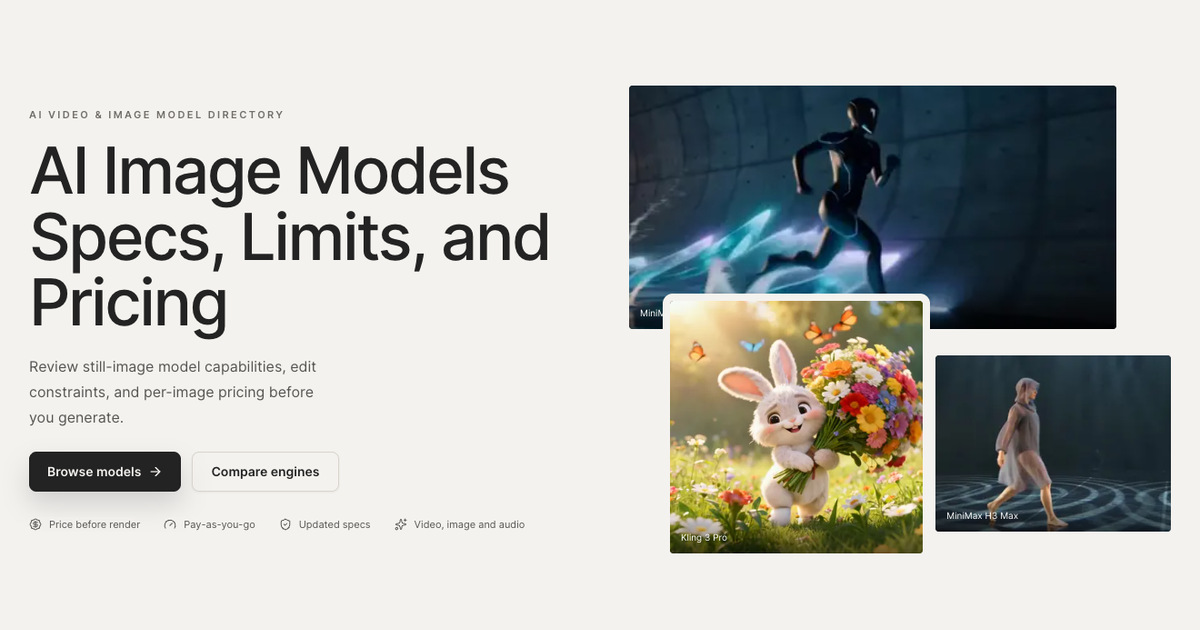 AI VIDEO & IMAGE MODEL DIRECTORY
AI Image Models
Specs, Limits, and
Pricing
Review still-image model capabilities, edit
constraints, and per-image pricing before
you generate.
Browse models
Compare engines
Price before render
Pay-as-you-go
Updated specs
Video, image and audio
MiniM
Kling 3 Pro
MiniMax H3 Max